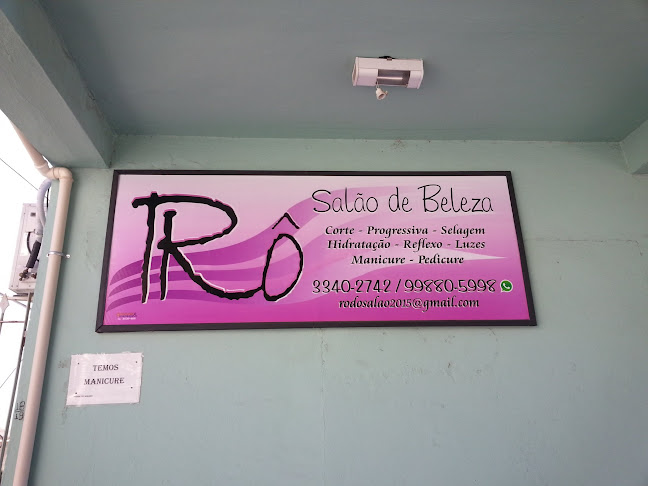 Rô
Salão de Beleza
Corte - Progressiva - Selagem
Hidratação - Reflexo - Luzes
Manicure - Pedicure
3340-2742 / 99880-5998
rodosalao2015@gmail.com
TEMOS
MANICURE